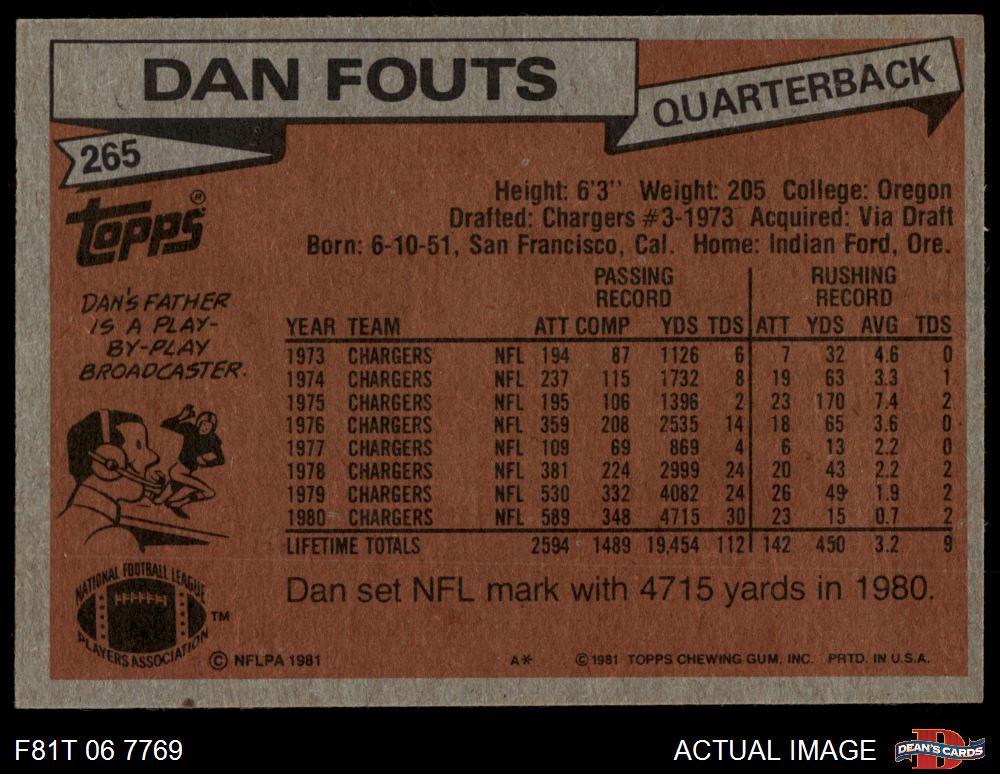 DAN FOUTS
QUARTERBACK
265
Topps®
Height: 6'3'' Weight: 205 College: Oregon
Drafted: Chargers #3-1973 Acquired: Via Draft
Born: 6-10-51, San Francisco, Cal. Home: Indian Ford, Ore.
DAN'S FATHER
IS A PLAY-
BY-PLAY
BROADCASTER.
PASSING RECORD RUSHING RECORD
YEAR TEAM ATT COMP YDS TDS ATT YDS AVG TDS
1973 CHARGERS NFL 194 87 1126 6 7 32 4.6 0
1974 CHARGERS NFL 237 115 1732 8 19 63 3.3 1
1975 CHARGERS NFL 195 106 1396 2 23 170 7.4 2
1976 CHARGERS NFL 359 208 2535 14 18 65 3.6 0
1977 CHARGERS NFL 109 69 869 4 6 13 2.2 0
1978 CHARGERS NFL 381 224 2999 24 20 43 2.2 2
1979 CHARGERS NFL 530 332 4082 24 26 49 1.9 2
1980 CHARGERS NFL 589 348 4715 30 23 15 0.7 2
LIFETIME TOTALS 2594 1489 19,454 112 142 450 3.2 9
Dan set NFL mark with 4715 yards in 1980.
NATIONAL FOOTBALL LEAGUE
PLAYERS ASSOCIATION
TM
© NFLPA 1981
A* © 1981 TOPPS CHEWING GUM, INC. PRTD. IN U.S.A.
F81T 06 7769
ACTUAL IMAGE
D
DEAN'S CARDS